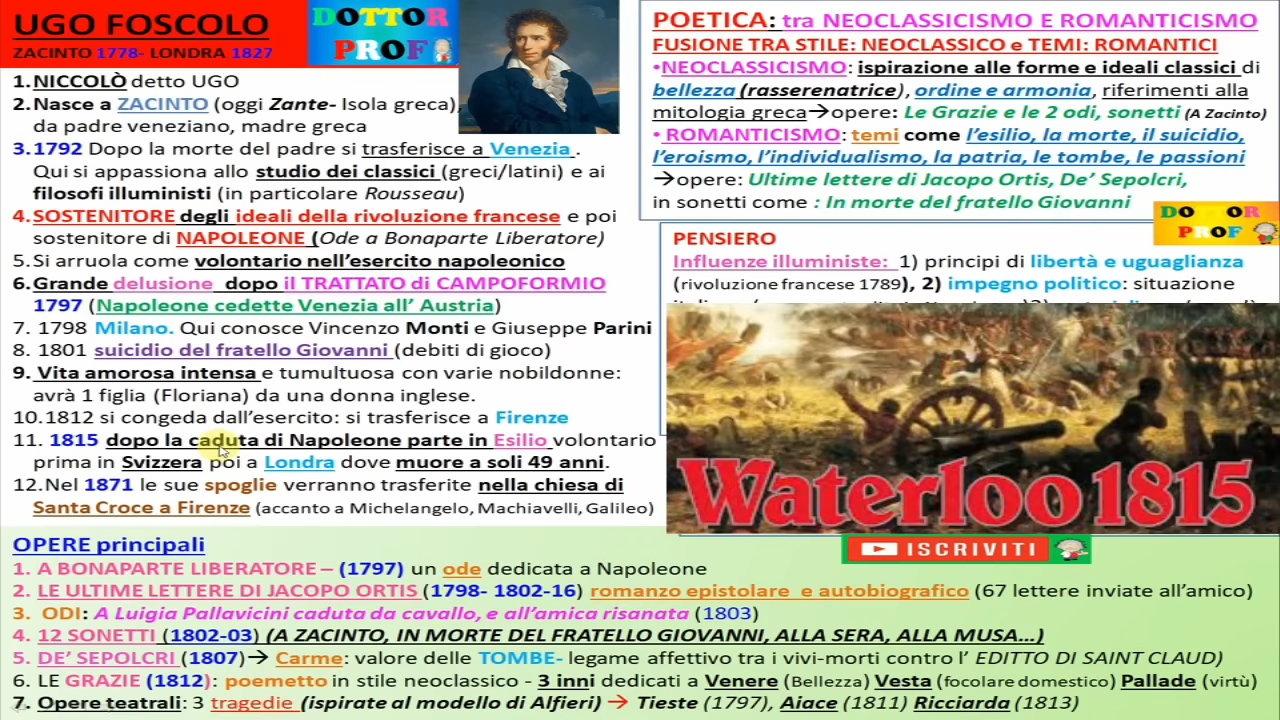 UGO FOSCOLO
ZACINTO 1778- LONDRA 1827
DOTTOR
PROF
1. NICCOLÒ detto UGO
2. Nasce a ZACINTO (oggi Zante- Isola greca),
da padre veneziano, madre greca
3. 1792 Dopo la morte del padre si trasferisce a Venezia .
Qui si appassiona allo studio dei classici (greci/latini) e ai
filosofi illuministi (in particolare Rousseau)
4. SOSTENITORE degli ideali della rivoluzione francese e poi
sostenitore di NAPOLEONE (Ode a Bonaparte Liberatore)
5. Si arruola come volontario nell'esercito napoleonico
6. Grande delusione dopo il TRATTATO di CAMPOFORMIO
1797 (Napoleone cedette Venezia all' Austria)
7. 1798 Milano. Qui conosce Vincenzo Monti e Giuseppe Parini
8. 1801 suicidio del fratello Giovanni (debiti di gioco)
9. Vita amorosa intensa e tumultuosa con varie nobildonne:
avrà 1 figlia (Floriana) da una donna inglese.
10. 1812 si congeda dall'esercito: si trasferisce a Firenze
11. 1815 dopo la caduta di Napoleone parte in Esilio volontario
prima in Svizzera poi a Londra dove muore a soli 49 anni.
12. Nel 1871 le sue spoglie verranno trasferite nella chiesa di
Santa Croce a Firenze (accanto a Michelangelo, Machiavelli, Galileo)
POETICA: tra NEOCLASSICISMO E ROMANTICISMO
FUSIONE TRA STILE: NEOCLASSICO e TEMI: ROMANTICI
•NEOCLASSICISMO: ispirazione alle forme e ideali classici di
bellezza (rasserenatrice), ordine e armonia, riferimenti alla
mitologia greca→opere: Le Grazie e le 2 odi, sonetti (A Zacinto)
• ROMANTICISMO: temi come l'esilio, la morte, il suicidio,
l'eroismo, l'individualismo, la patria, le tombe, le passioni
→opere: Ultime lettere di Jacopo Ortis, De' Sepolcri,
in sonetti come : In morte del fratello Giovanni
DO OR
PROF
PENSIERO
Influenze illuministe: 1) principi di libertà e uguaglianza
(rivoluzione francese 1789), 2) impegno politico: situazione
Waterloo 1815
ISCRIVITI
OPERE principali
1. A BONAPARTE LIBERATORE – (1797) un ode dedicata a Napoleone
2. LE ULTIME LETTERE DI JACOPO ORTIS (1798- 1802-16) romanzo epistolare e autobiografico (67 lettere inviate all'amico)
3. ODI: A Luigia Pallavicini caduta da cavallo, e all'amica risanata (1803)
4. 12 SONETTI (1802-03) (A ZACINTO, IN MORTE DEL FRATELLO GIOVANNI, ALLA SERA, ALLA MUSA...)
5. DE' SEPOLCRI (1807)→ Carme: valore delle TOMBE- legame affettivo tra i vivi-morti contro l' EDITTO DI SAINT CLAUD)
6. LE GRAZIE (1812): poemetto in stile neoclassico - 3 inni dedicati a Venere (Bellezza) Vesta (focolare domestico) Pallade (virtù)
7. Opere teatrali: 3 tragedie (ispirate al modello di Alfieri) → Tieste (1797), Aiace (1811) Ricciarda (1813)